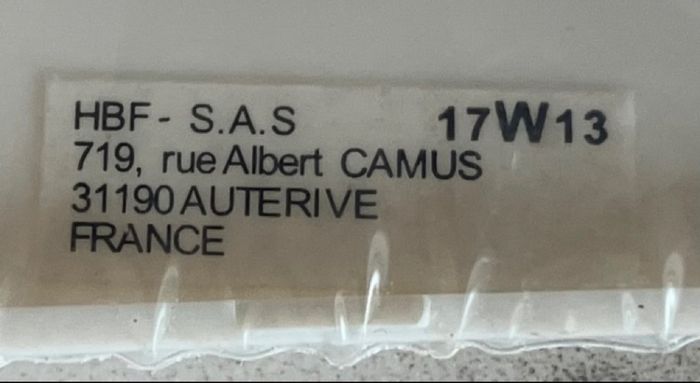 HBF - S.A.S 17W13
719, rue Albert CAMUS
31190 AUTERIVE
FRANCE